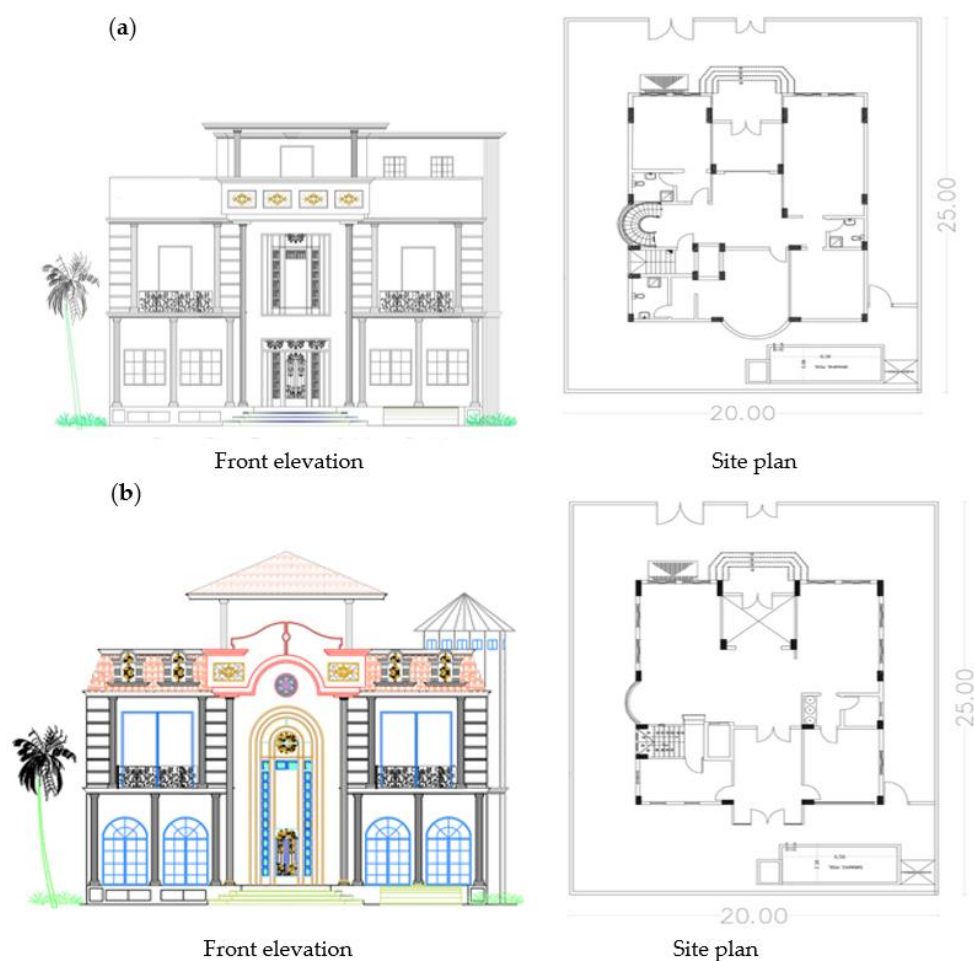 (a)
25.00
20.00
Front elevation
Site plan
(b)
25.00
20.00
Front elevation
Site plan